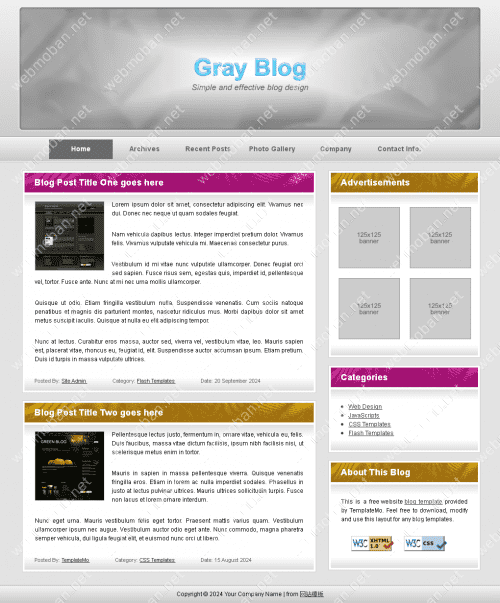 Gray Blog
Simple and effective blog design
Home Archives Recent Posts Photo Gallery Company Contact Info.
Blog Post Title One goes here
Lorem ipsum dolor sit amet, consectetur adipiscing elit. Vivamus nec
dui. Donec nec neque ut quam sodales feugiat.
Nam vehicula dapibus lectus. Integer imperdiet pretium dolor. Vivamus
felis. Vivamus vulputate vehicula mi. Maecenas consectetur purus.
Vestibulum id mi vitae nunc vulputate ullamcorper. Donec feugiat orci
sed sapien. Fusce risus sem, egestas quis, imperdiet id, pellentesque
vel, tortor. Fusce ante. Nunc at mi nec urna mollis ullamcorper.
Quisque ut odio. Etiam fringilla vestibulum nulla. Suspendisse venenatis. Cum sociis natoque
penatibus et magnis dis parturient montes, nascetur ridiculus mus. Morbi dapibus dolor sit amet
metus suscipit iaculis. Quisque at nulla eu elit adipiscing tempor.
Nunc at lectus. Curabitur eros massa, auctor sed, viverra vel, vestibulum vitae, leo. Mauris sapien
est, placerat vitae, rhoncus eu, feugiat id, elit. Suspendisse auctor accumsan ipsum. Etiam pretium.
Duis id turpis in massa vulputate ultrices.
Posted By: Site Admin Category: Flash Templates Date: 20 September 2024
Blog Post Title Two goes here
GREEN BLOG
Pellentesque lectus justo, fermentum in, ornare vitae, vehicula eu, felis.
Duis faucibus, massa vitae dictum facilisis, ipsum nibh facilisis nisi, ut
scelerisque metus enim in tortor.
Mauris in sapien in massa pellentesque viverra. Quisque venenatis
fringilla eros. Etiam in lorem ac nulla imperdiet sodales. Phasellus in
justo at lectus pulvinar ultrices. Mauris ultrices sollicitudin turpis. Fusce
non lacus et lorem ornare interdum.
Nunc eget urna. Mauris vestibulum felis eget tortor. Praesent mattis varius quam. Vestibulum
ullamcorper ipsum nec augue. Vestibulum auctor odio eget ante. Nunc commodo, magna pharetra
semper vehicula, dui ligula feugiat elit, et euismod nunc orci ut libero.
Posted By: TemplateMo Category: CSS Templates Date: 15 August 2024
Advertisements
125x125
banner
125x125
banner
125x125
banner
125x125
banner
Categories
Web Design
JavaScripts
CSS Templates
Flash Templates
About This Blog
This is a free website blog template provided
by TemplateMo. Feel free to download, modify
and use this layout for any blog templates.
W3C XHTML 1.0
W3C CSS
Copyright © 2024 Your Company Name | from 网站模板
webmoban.net